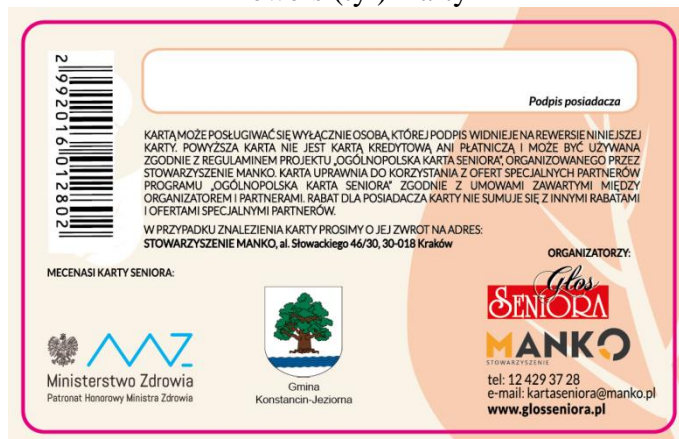 2 992016 012802
Podpis posiadacza
KARTĄ MOŻE POSŁUGIWAĆ SIĘ WYŁĄCZNIE OSOBA, KTÓREJ PODPIS WIDNIEJE NA REWERSIE NINIEJSZEJ
KARTY. POWYŻSZA KARTA NIE JEST KARTĄ KREDYTOWĄ ANI PŁATNICZĄ I MOŻE BYĆ UŻYWANA
ZGODNIE Z REGULAMINEM PROJEKTU „OGÓLNOPOLSKA KARTA SENIORA”, ORGANIZOWANEGO PRZEZ
STOWARZYSZENIE MANKO. KARTA UPRAWNIA DO KORZYSTANIA Z OFERT SPECJALNYCH PARTNERÓW
PROGRAMU „OGÓLNOPOLSKA KARTA SENIORA” ZGODNIE Z UMOWAMI ZAWARTYMI MIĘDZY
ORGANIZATOREM I PARTNERAMI. RABAT DLA POSIADACZA KARTY NIE SUMUJE SIĘ Z INNYMI RABATAMI
I OFERTAMI SPECJALNYMI PARTNERÓW.
W PRZYPADKU ZNALEZIENIA KARTY PROSIMY O JEJ ZWROT NA ADRES:
STOWARZYSZENIE MANKO, al. Słowackiego 46/30, 30-018 Kraków
ORGANIZATORZY:
MECENASI KARTY SENIORA:
Głos
SENIORA
MZ
MANKO
STOWARZYSZENIE
Ministerstwo Zdrowia
Patronat Honorowy Ministra Zdrowia
Gmina
Konstancin-Jeziorna
tel: 12 429 37 28
e-mail: kartaseniora@manko.pl
www.glosseniora.pl